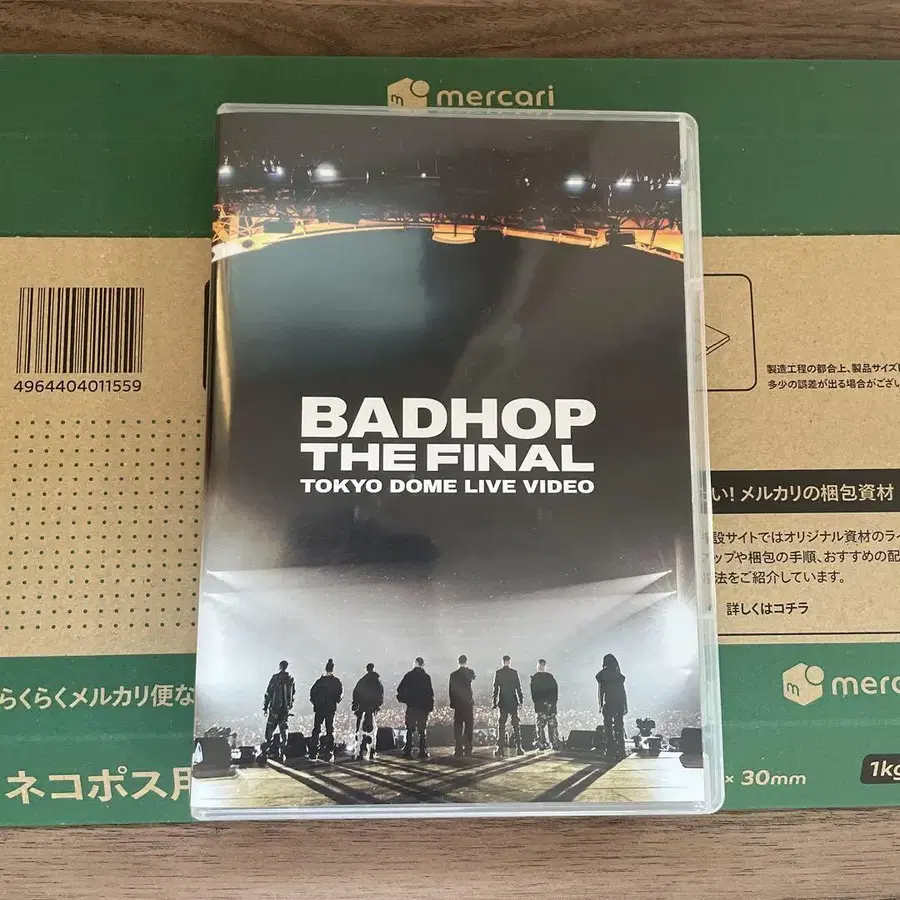 mercari
4964404011559
BADHOP
THE FINAL
TOKYO DOME LIVE VIDEO
製造工程の都合上、製品サイズに
多少の誤差が出る場合がござい
い! メルカリの梱包資材
設サイトではオリジナル資材のライ
ップや梱包の手順、おすすめの配
法をご紹介しています。
詳しくはコチラ
らくらくメルカリ便な
merc
ネコポス用
× 30mm
1kg